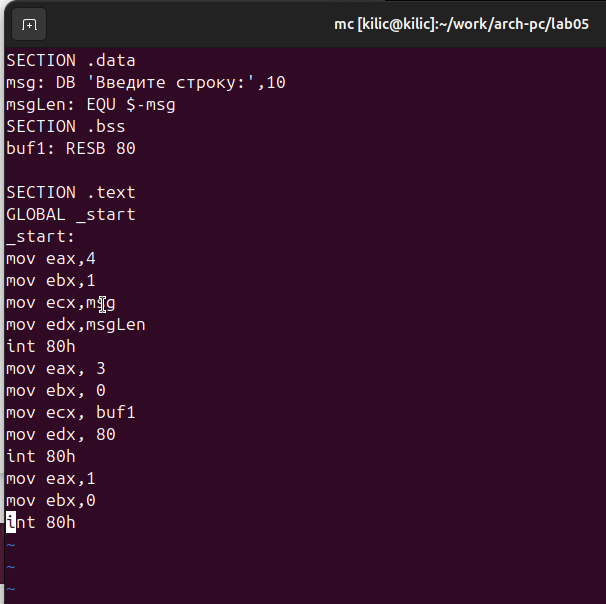 mc [kilic@kilic]:~/work/arch-pc/lab05
SECTION .data
msg: DB 'Введите строку:',10
msgLen: EQU $-msg
SECTION .bss
buf1: RESB 80
SECTION .text
GLOBAL _start
_start:
mov eax,4
mov ebx,1
mov ecx,msg
mov edx,msgLen
int 80h
mov eax, 3
mov ebx, 0
mov ecx, buf1
mov edx, 80
int 80h
mov eax,1
mov ebx,0
int 80h
~
~
~